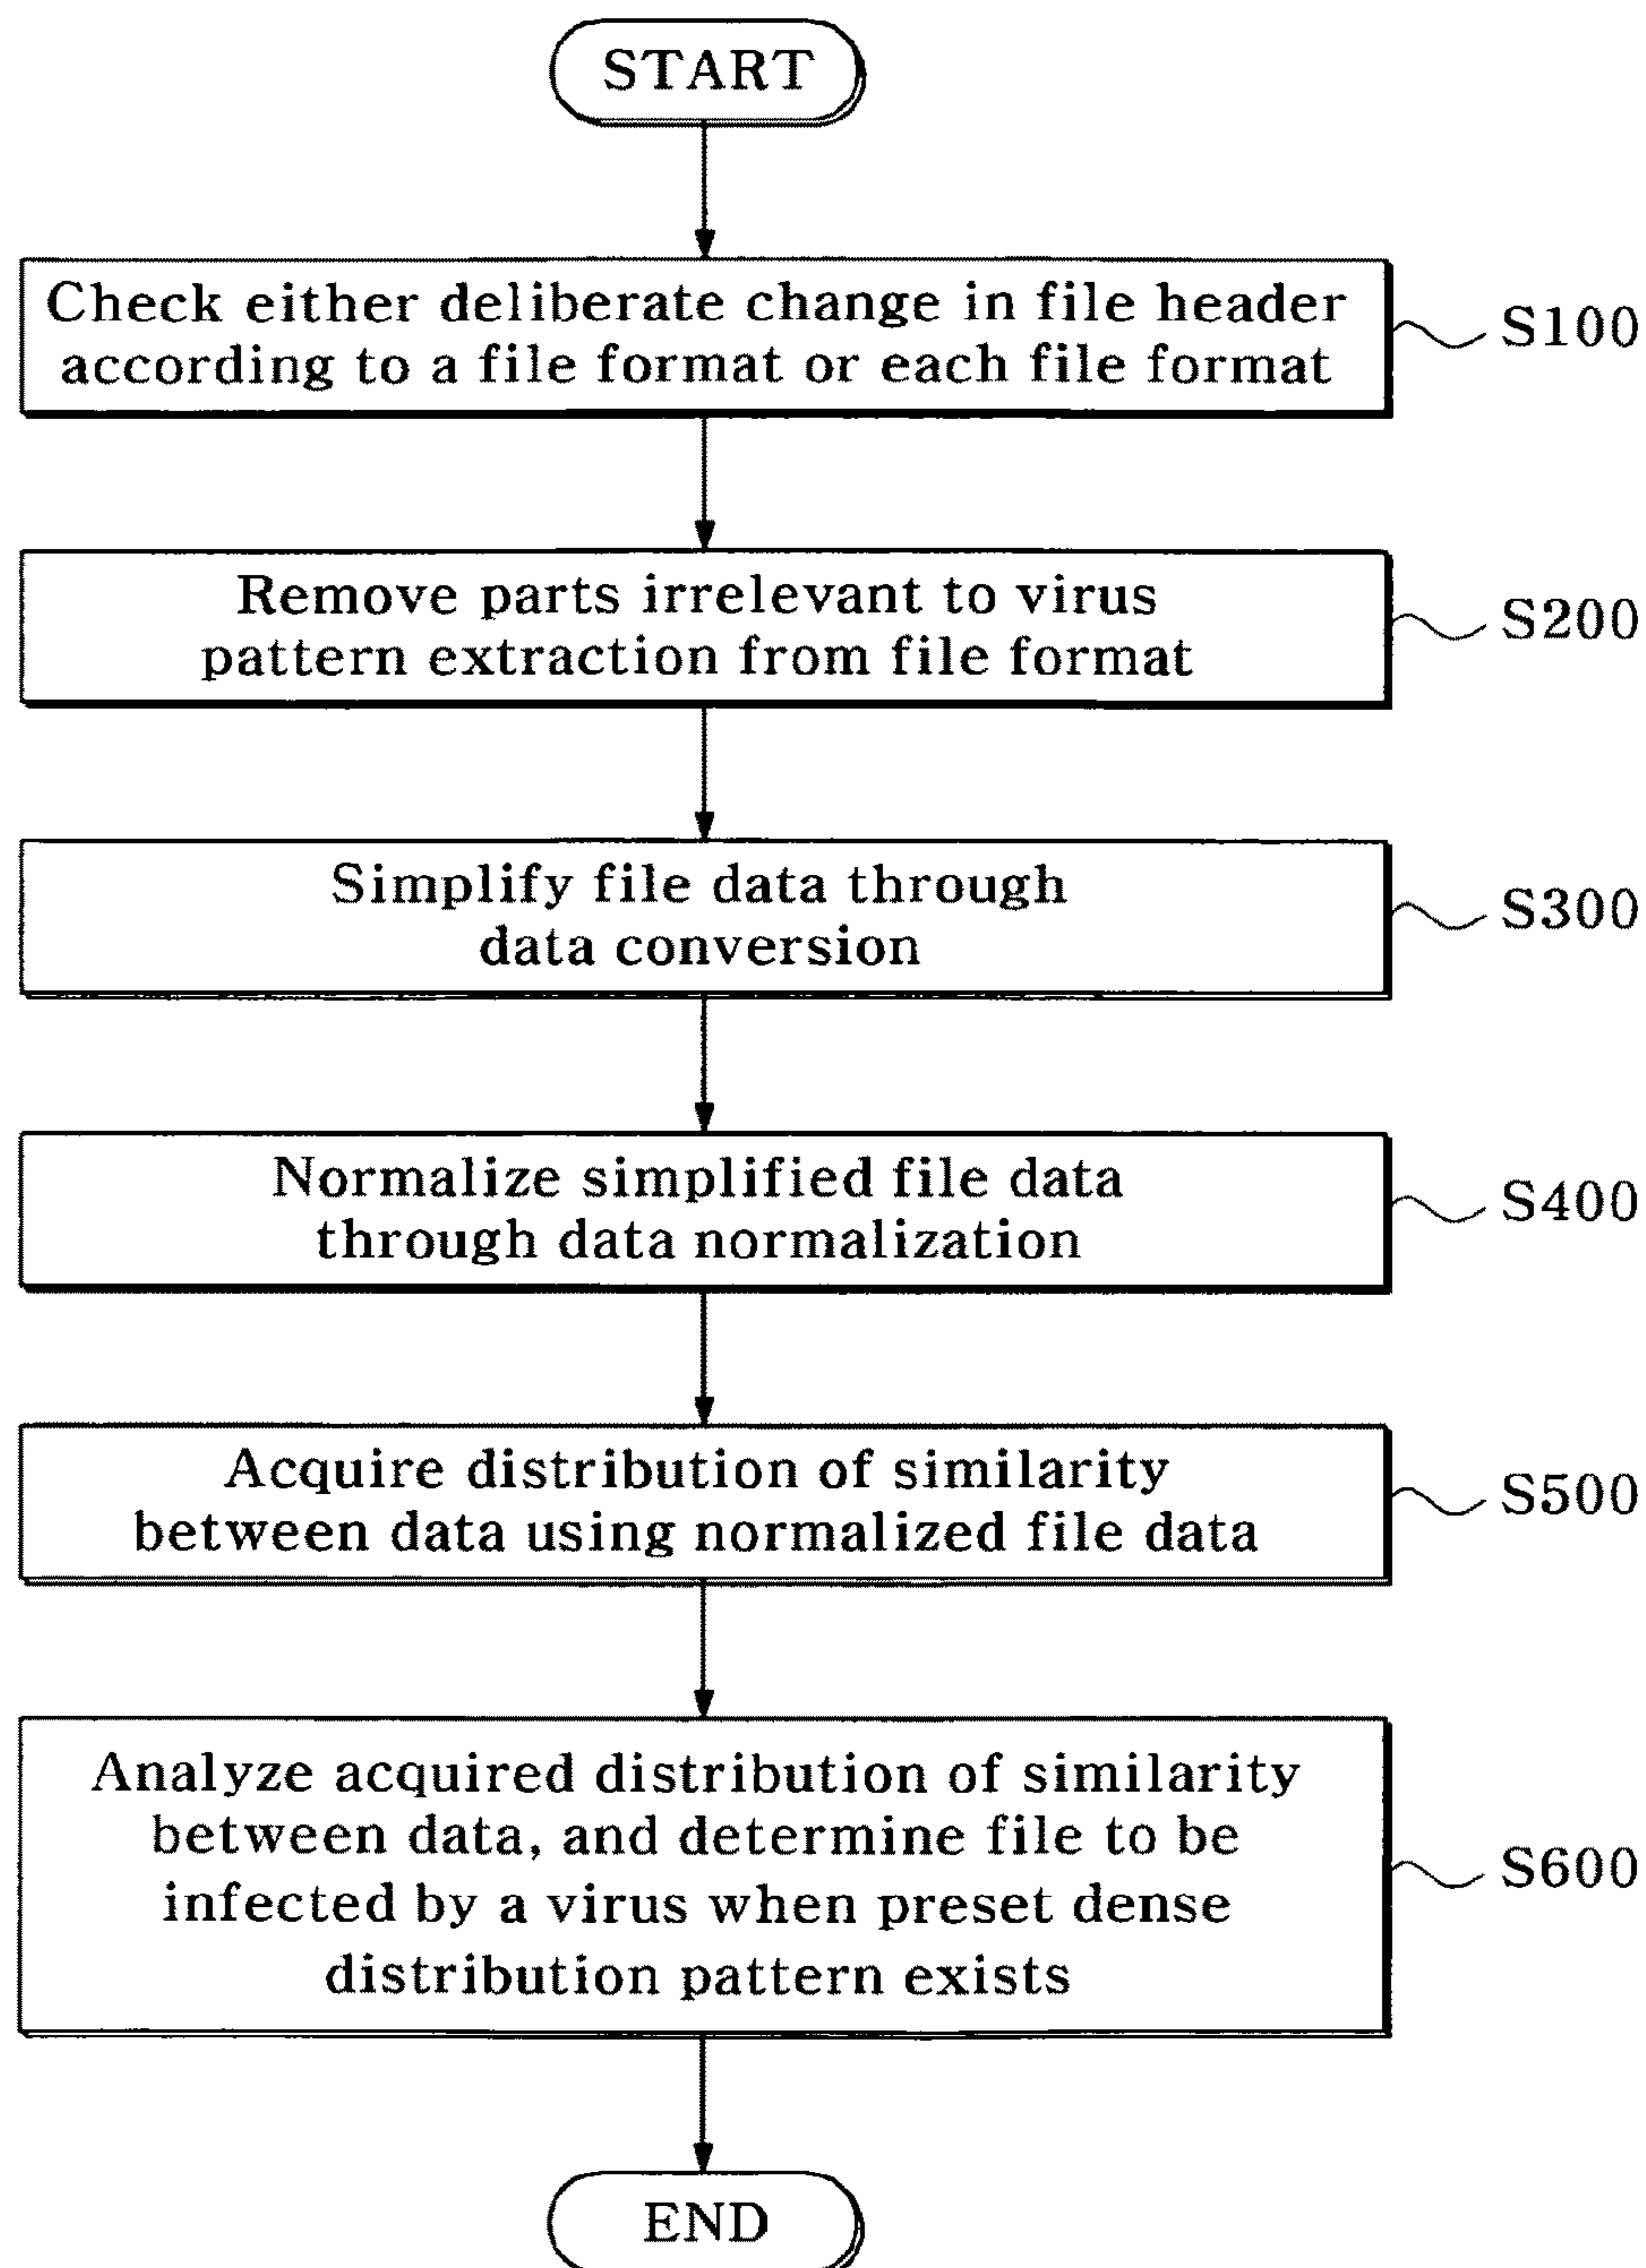 START
Check either deliberate change in file header
according to a file format or each file format
S100
Remove parts irrelevant to virus
pattern extraction from file format
S200
Simplify file data through
data conversion
S300
Normalize simplified file data
through data normalization
S400
Acquire distribution of similarity
between data using normalized file data
S500
Analyze acquired distribution of similarity
between data, and determine file to be
infected by a virus when preset dense
distribution pattern exists
S600
END